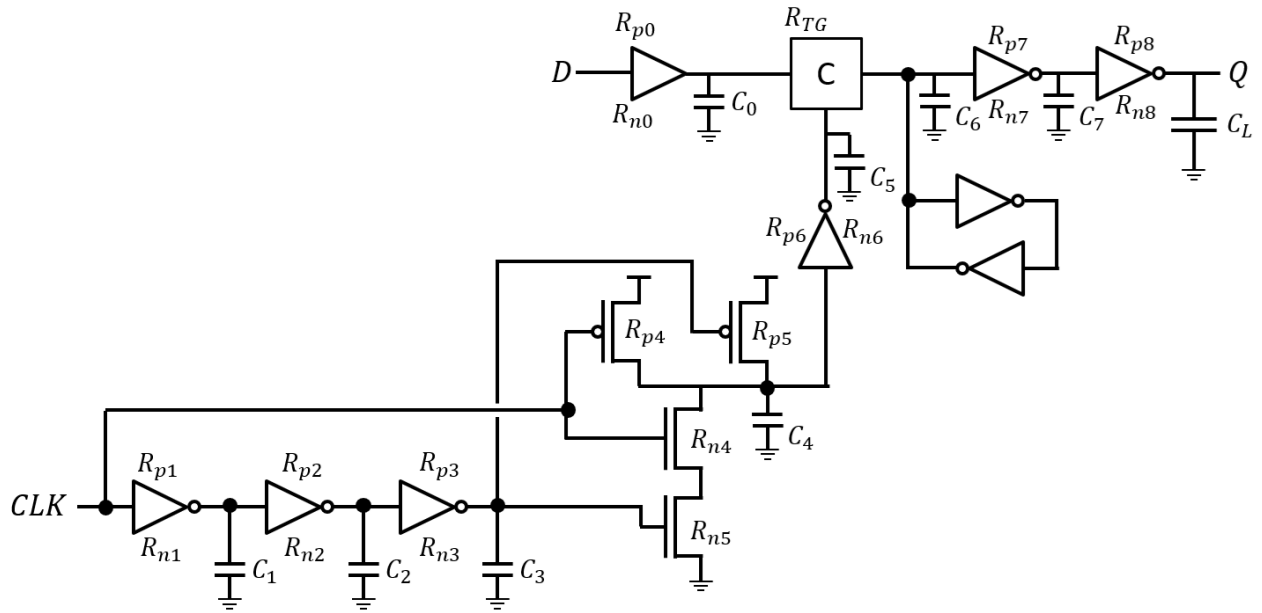 R_{TG}
R_{p0}
R_{p7}
R_{p8}
D
C
Q
R_{n0}
C_0
C_6
R_{n7}
C_7
R_{n8}
C_L
C_5
R_{p6}
R_{n6}
R_{p4}
R_{p5}
R_{n4}
C_4
R_{p1}
R_{p2}
R_{p3}
CLK
R_{n5}
R_{n1}
R_{n2}
R_{n3}
C_1
C_2
C_3